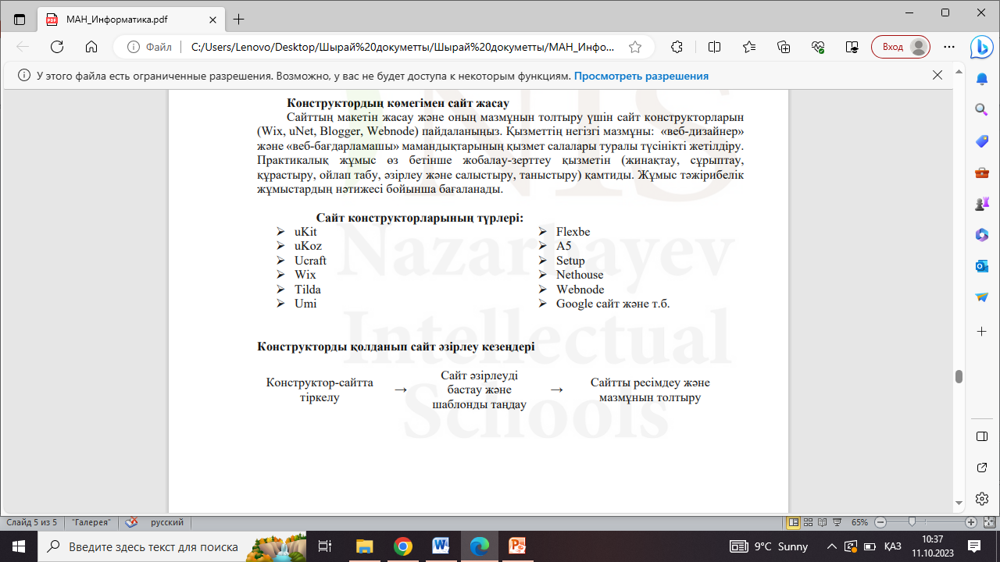 МАН_Информатика.pdf
Файл
C:/Users/Lenovo/Desktop/Шырай%20докуметты/Шырай%20докуметты/МАН_Инфо...
Вход
У этого файла есть ограниченные разрешения. Возможно, у вас не будет доступа к некоторым функциям. Просмотреть разрешения
NIS
Nazarbayev
Intellectual
Schools
Конструктордың көмегімен сайт жасау
Сайттың макетін жасау және оның мазмұнын толтыру үшін сайт конструкторларын
(Wix, uNet, Blogger, Webnode) пайдаланыңыз. Қызметтің негізгі мазмұны: «веб-дизайнер»
және «веб-бағдарламашы» мамандықтарының қызмет салалары туралы түсінікті жетілдіру.
Практикалық жұмыс өз бетінше жобалау-зерттеу қызметін (жинақтау, сұрыптау,
құрастыру, ойлап табу, әзірлеу және салыстыру, таныстыру) қамтиды. Жұмыс тәжірибелік
жұмыстардың нәтижесі бойынша бағаланады.
Сайт конструкторларының түрлері:
➢ uKit
➢ uKoz
➢ Ucraft
➢ Wix
➢ Tilda
➢ Umi
➢ Flexbe
➢ A5
➢ Setup
➢ Nethouse
➢ Webnode
➢ Google сайт және т.б.
Конструкторды қолданып сайт әзірлеу кезеңдері
Конструктор-сайтта
тіркелу
→
Сайт әзірлеуді
бастау және
шаблонды таңдау
→
Сайтты ресімдеу және
мазмұнын толтыру
Слайд 5 из 5 "Галерея" русский 65%
Введите здесь текст для поиска
9°C Sunny
ҚАЗ
10:37
11.10.2023